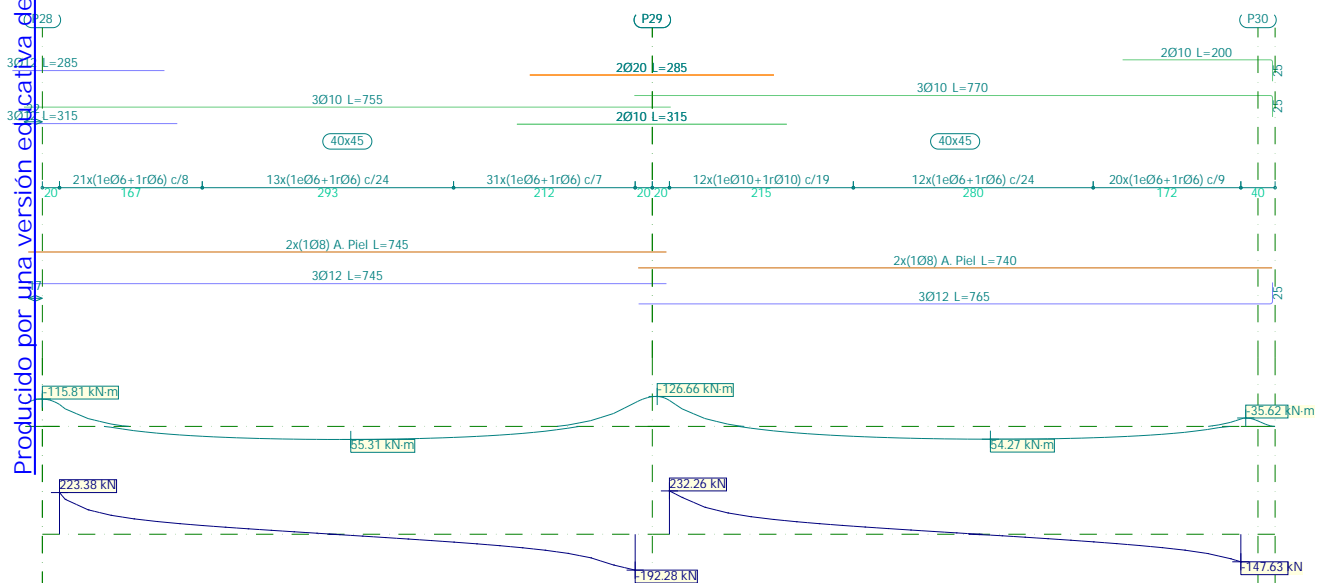 P28
P29
P30
2Ø10 L=200
L=285
2Ø20 L=285
25
3Ø10 L=770
3Ø10 L=755
25
L=315
2Ø10 L=315
40x45
40x45
21x(1eØ6+1rØ6) c/8
13x(1eØ6+1rØ6) c/24
31x(1eØ6+1rØ6) c/7
12x(1eØ10+1rØ10) c/19
12x(1eØ6+1rØ6) c/24
20x(1eØ6+1rØ6) c/9
20
167
293
212
20
20
215
280
172
40
2x(1Ø8) A. Piel L=745
2x(1Ø8) A. Piel L=740
3Ø12 L=745
3Ø12 L=765
25
-115.81 kN·m
-126.66 kN·m
-35.62 kN·m
55.31 kN·m
54.27 kN·m
223.38 kN
232.26 kN
-192.28 kN
-147.63 kN
Producido por una versión educativa de